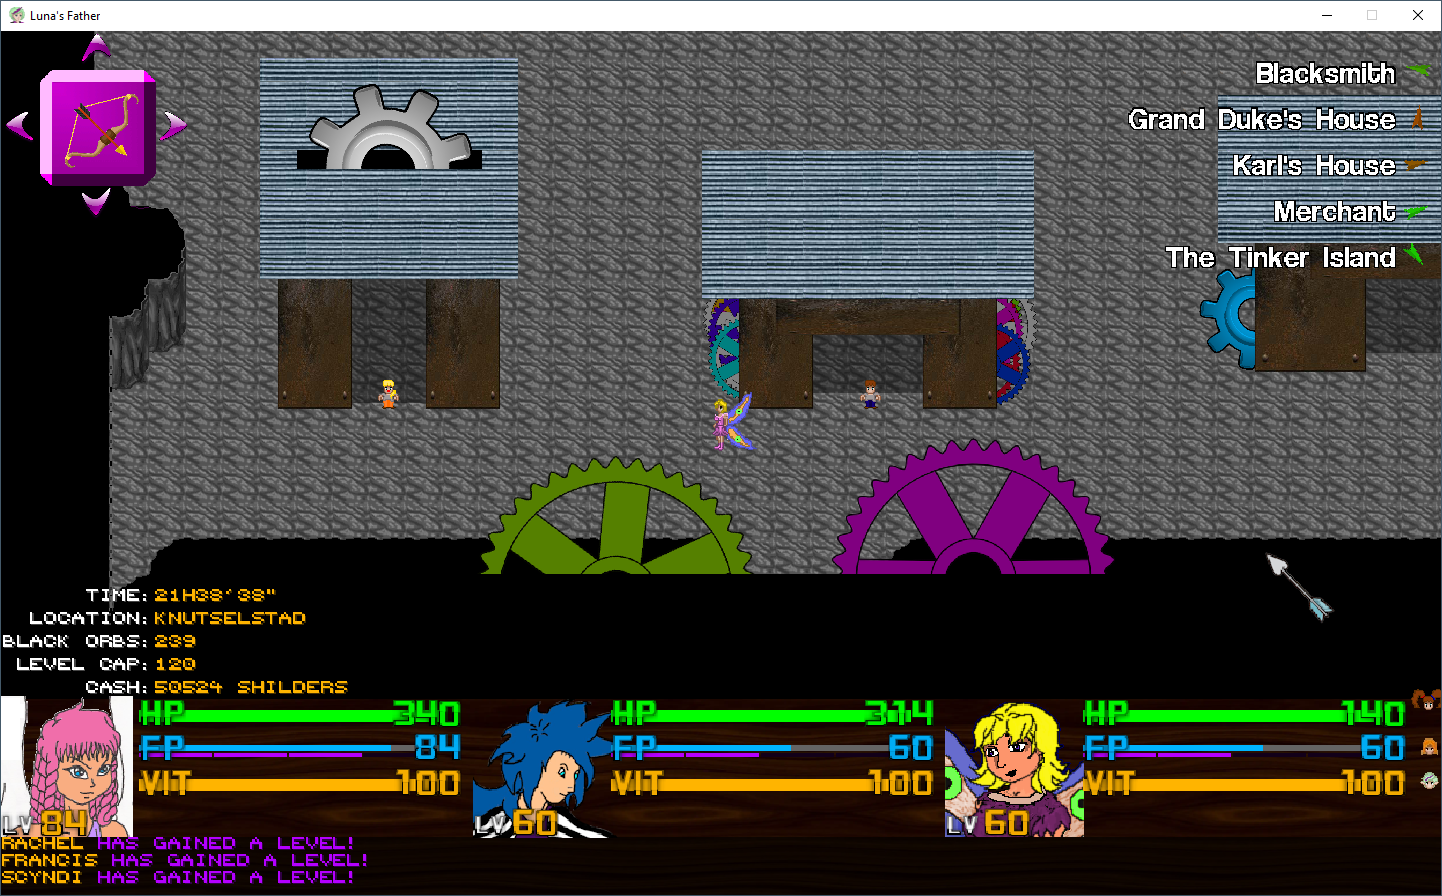 Luna's Father
Blacksmith
Grand Duke's House
Karl's House
Merchant
The Tinker Island
TIME: 21H38'38"
LOCATION: KNUTSELSTAD
BLACK ORBS: 239
LEVEL CAP: 120
CASH: 50524 SHILDERS
HP 340
FP 84
VIT 100
LV 84
HP 314
FP 60
VIT 100
LV 60
HP 140
FP 60
VIT 100
LV 60
RACHEL HAS GAINED A LEVEL!
FRANCIS HAS GAINED A LEVEL!
SCYNDI HAS GAINED A LEVEL!